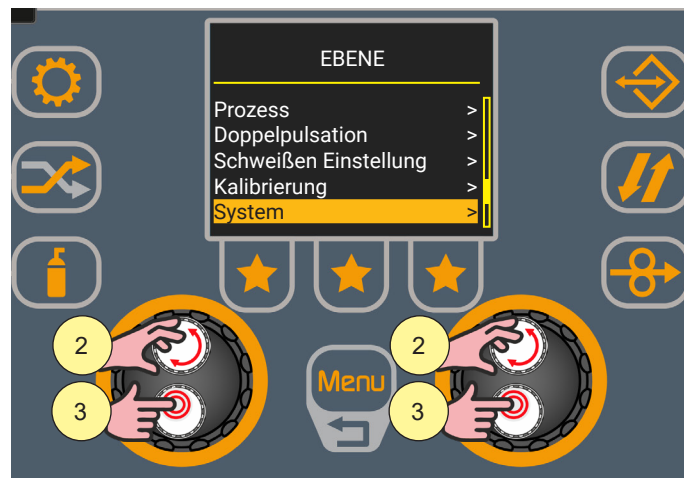 EBENE
Prozess >
Doppelpulsation >
Schweißen Einstellung >
Kalibrierung >
System >
2
2
3
Menu
3